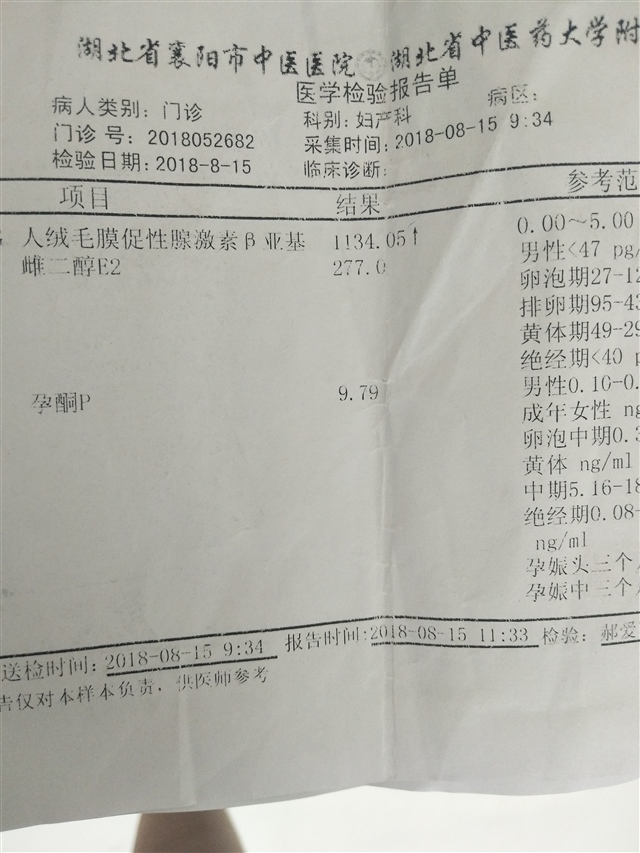 湖北省襄阳市中医医院 湖北省中医药大学附
医学检验报告单
病人类别: 门诊 科别: 妇产科 病区:
门诊 号: 2018052682 采集时间: 2018-08-15 9:34
检验日期: 2018-8-15 临床诊断:
项目 结果 参考范
人绒毛膜促性腺激素β亚基 1134.05↑ 0.00~5.00
雌二醇E2 277.0 男性<47 pg/
卵泡期27-12
排卵期95-43
黄体期49-29
绝经期<40 p
孕酮P 9.79 男性0.10-0.
成年女性 ng
卵泡中期0.3
黄体 ng/ml
中期5.16-18
绝经期0.08-
ng/ml
孕娠头三个
孕娠中三个
送检时间: 2018-08-15 9:34 报告时间: 2018-08-15 11:33 检验: 郝爱
告仅对本样本负责, 供医师参考